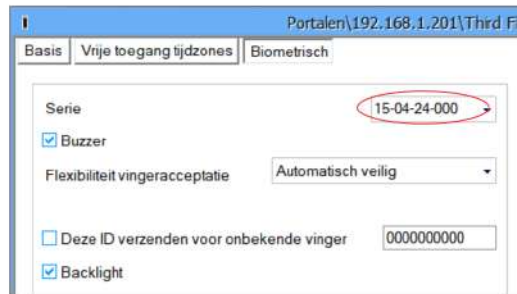 Portalen\192.168.1.201\Third F
Basis Vrije toegang tijdzones Biometrisch
Serie 15-04-24-000
Buzzer
Flexibiliteit vingeracceptatie Automatisch veilig
Deze ID verzenden voor onbekende vinger 0000000000
Backlight